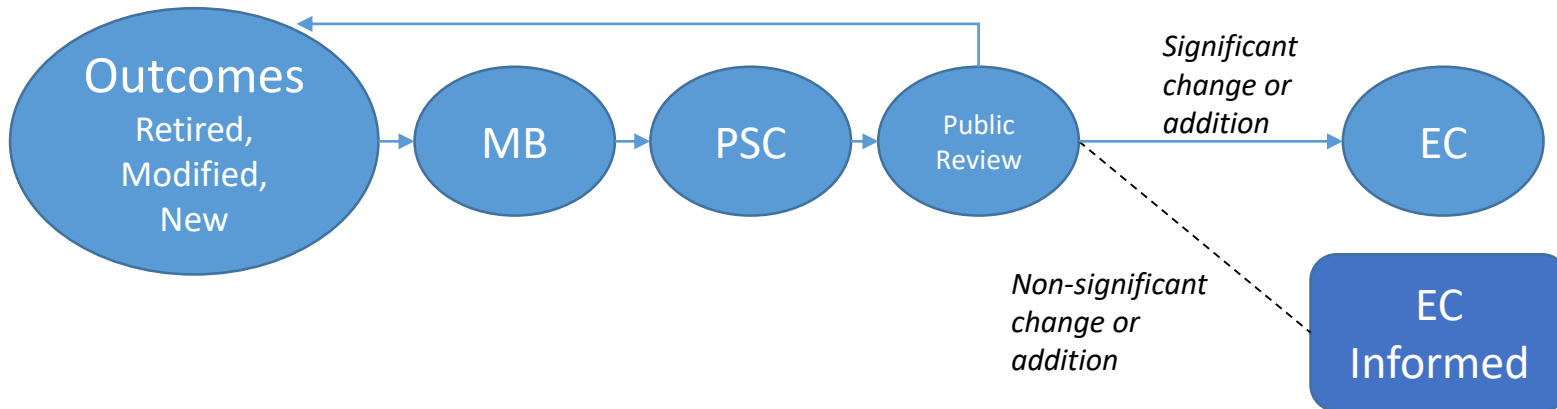 Outcomes
Retired,
Modified,
New
MB
PSC
Public
Review
Significant
change or
addition
EC
Non-significant
change or
addition
EC
Informed